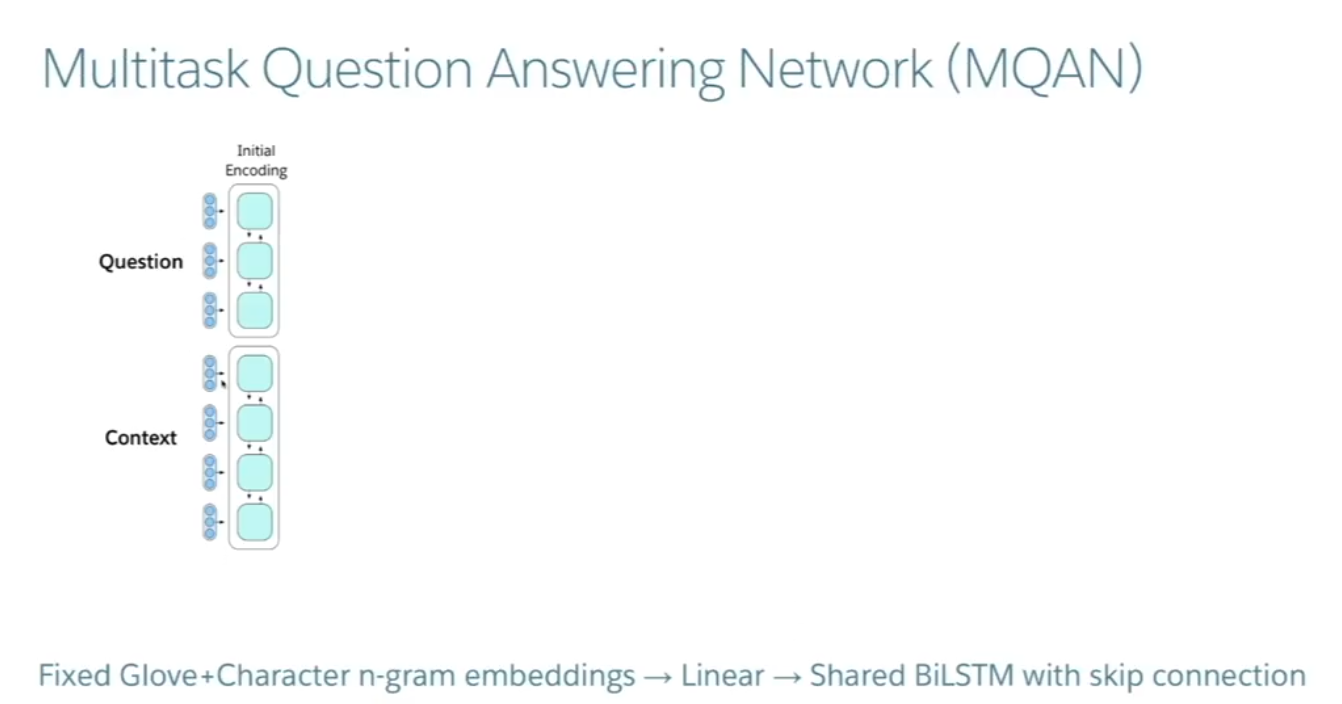 Multitask Question Answering Network (MQAN)
Initial
Encoding
Question
Context
Fixed Glove+Character n-gram embeddings → Linear → Shared BiLSTM with skip connection